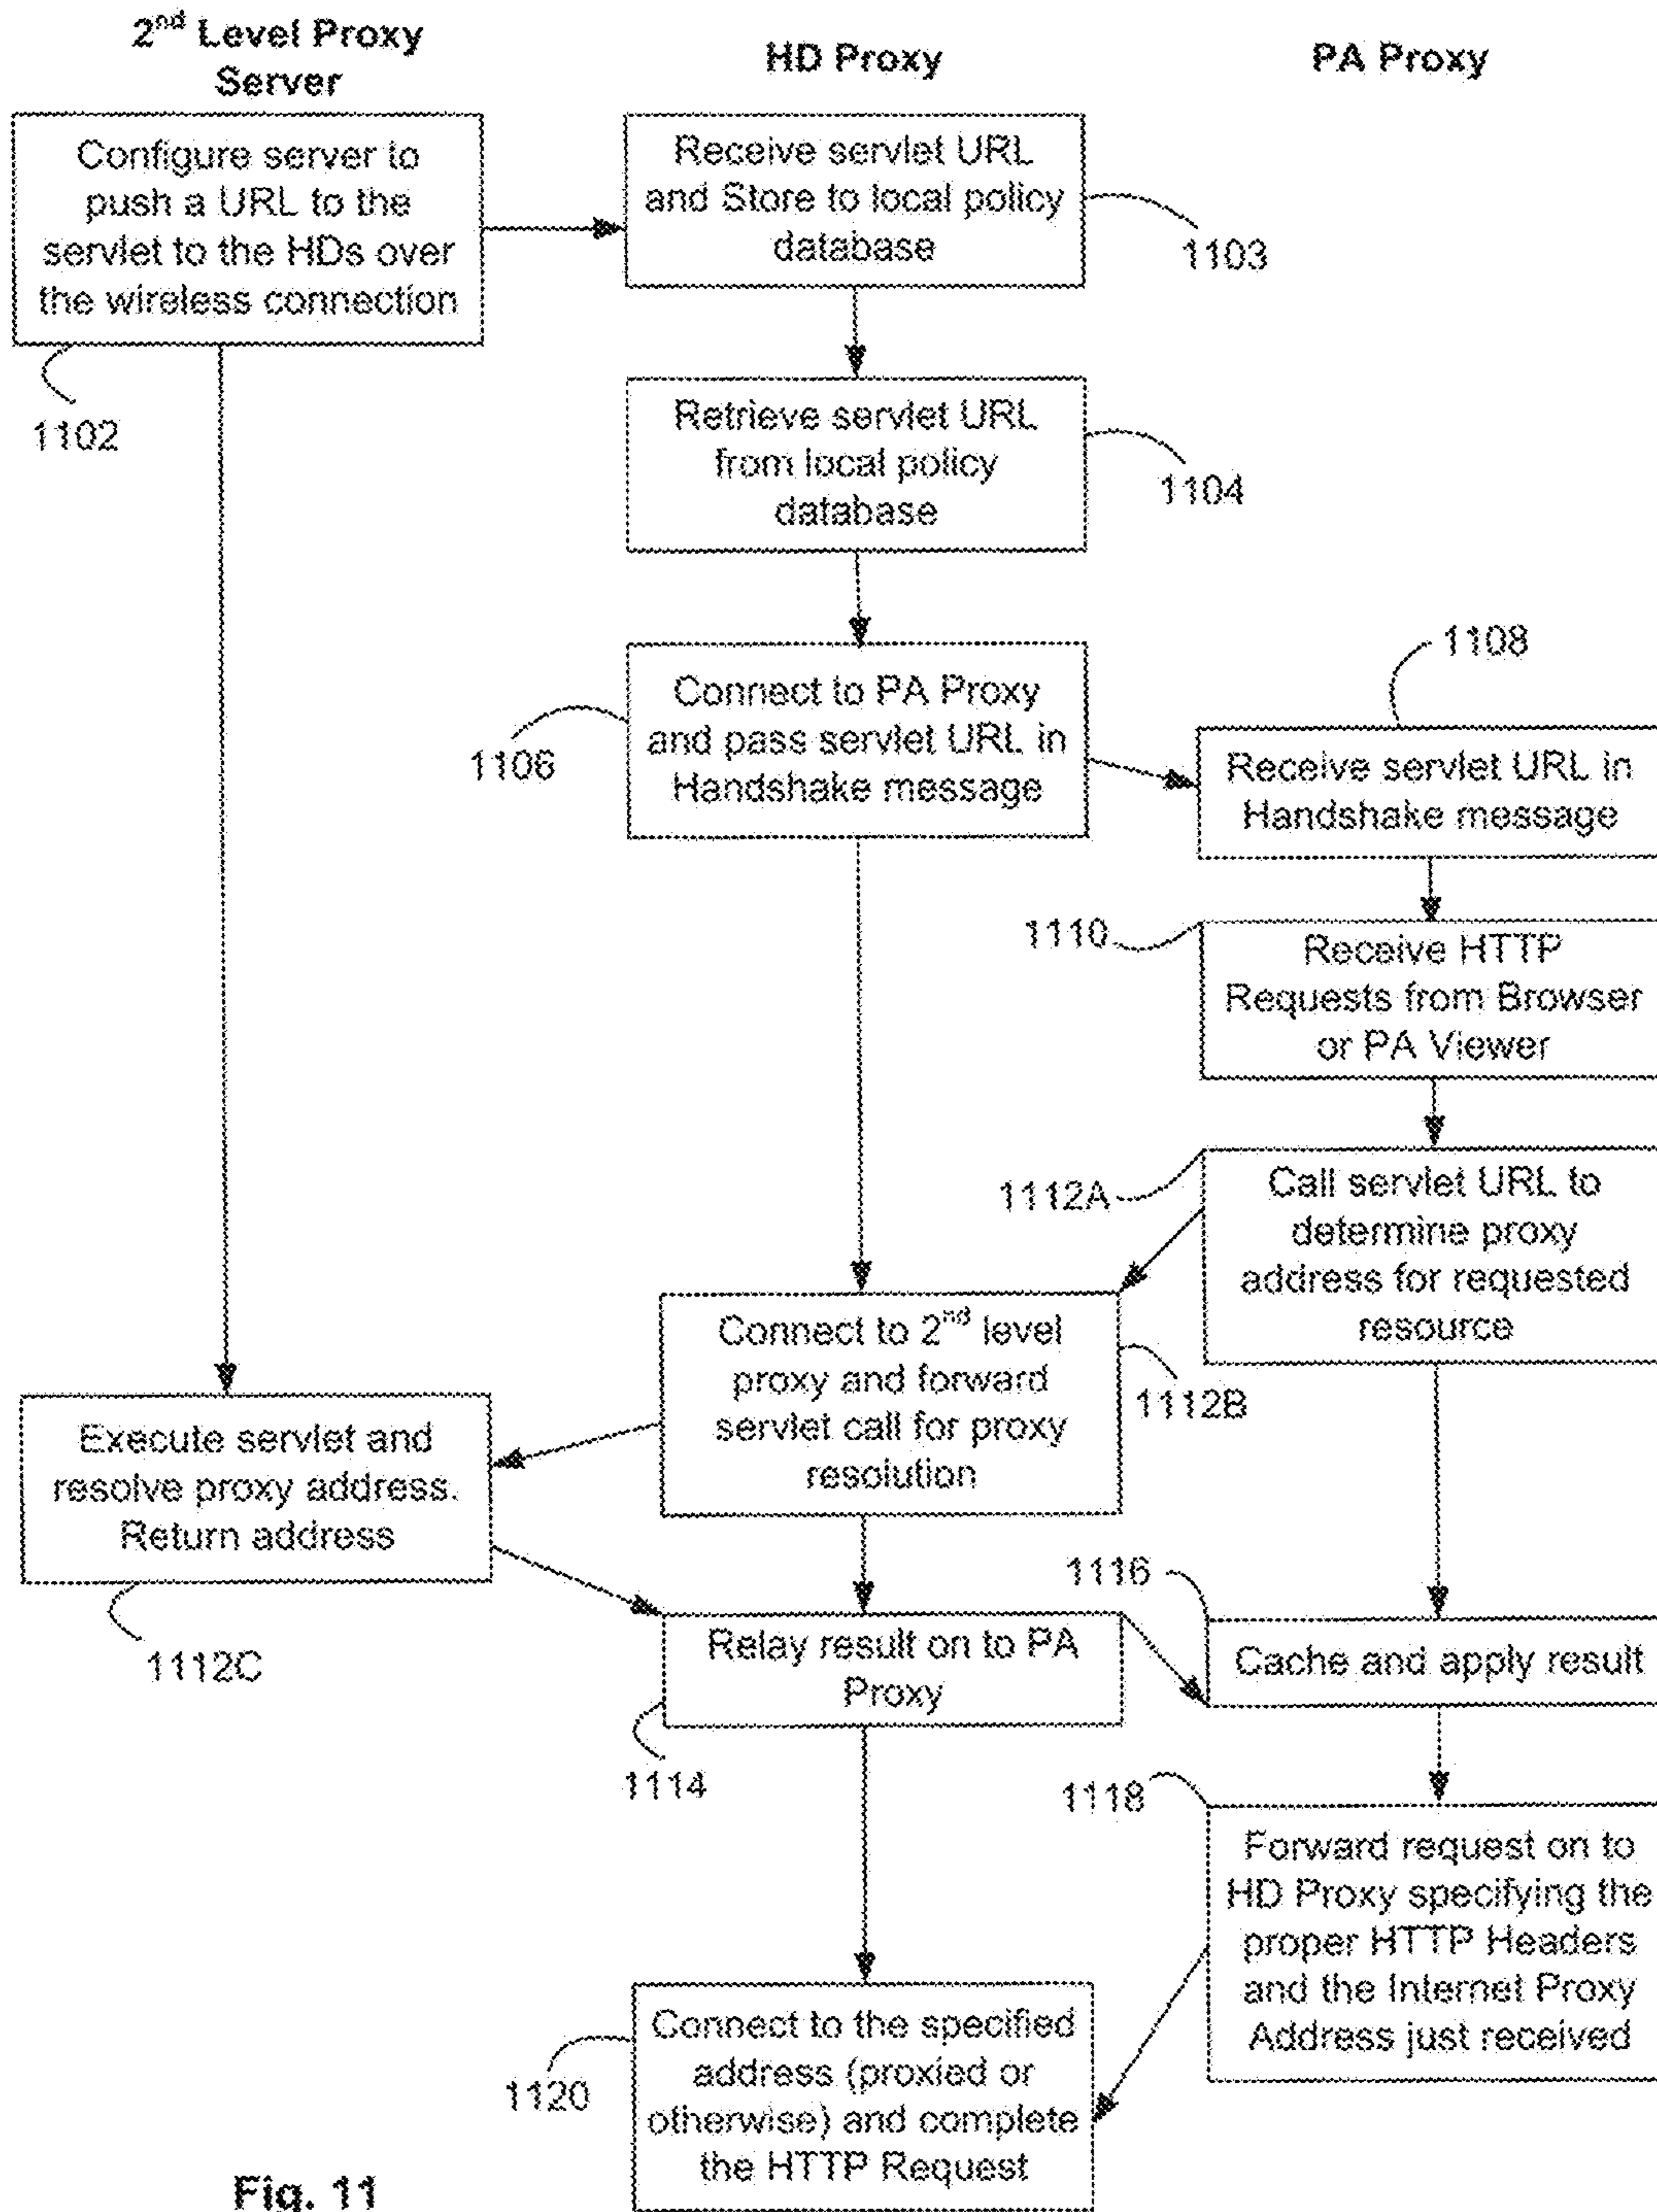 2nd Level Proxy
Server
HD Proxy
PA Proxy
Configure server to
push a URL to the
servlet to the HDs over
the wireless connection
1102
Receive servlet URL
and Store to local policy
database
1103
Retrieve servlet URL
from local policy
database
1104
Connect to PA Proxy
and pass servlet URL in
Handshake message
1106
1108
Receive servlet URL in
Handshake message
1110
Receive HTTP
Requests from Browser
or PA Viewer
1112A
Call servlet URL to
determine proxy
address for requested
resource
Connect to 2nd level
proxy and forward
servlet call for proxy
resolution
1112B
Execute servlet and
resolve proxy address.
Return address
1112C
Relay result on to PA
Proxy
1114
1116
Cache and apply result
1118
Forward request on to
HD Proxy specifying the
proper HTTP Headers
and the Internet Proxy
Address just received
Connect to the specified
address (proxied or
otherwise) and complete
the HTTP Request
1120
Fig. 11